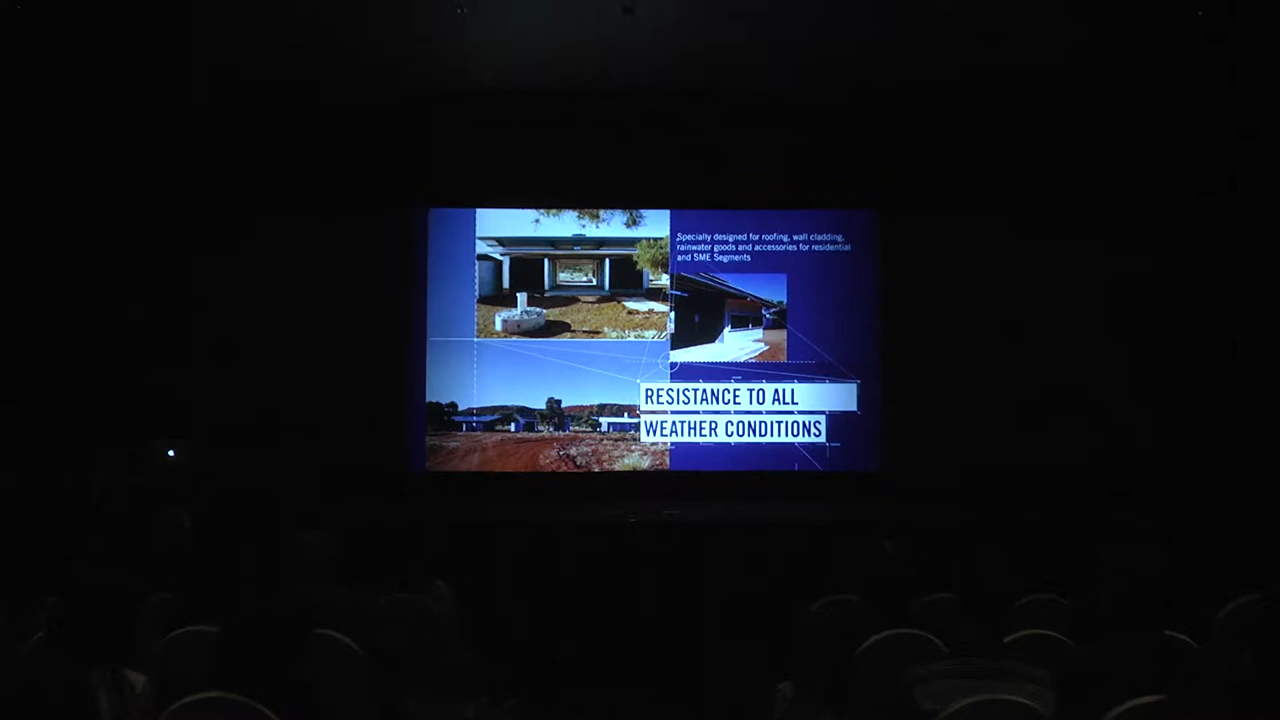 Specially designed for roofing, wall cladding,
rainwater goods and accessories for residential
and SME Segments
RESISTANCE TO ALL
WEATHER CONDITIONS